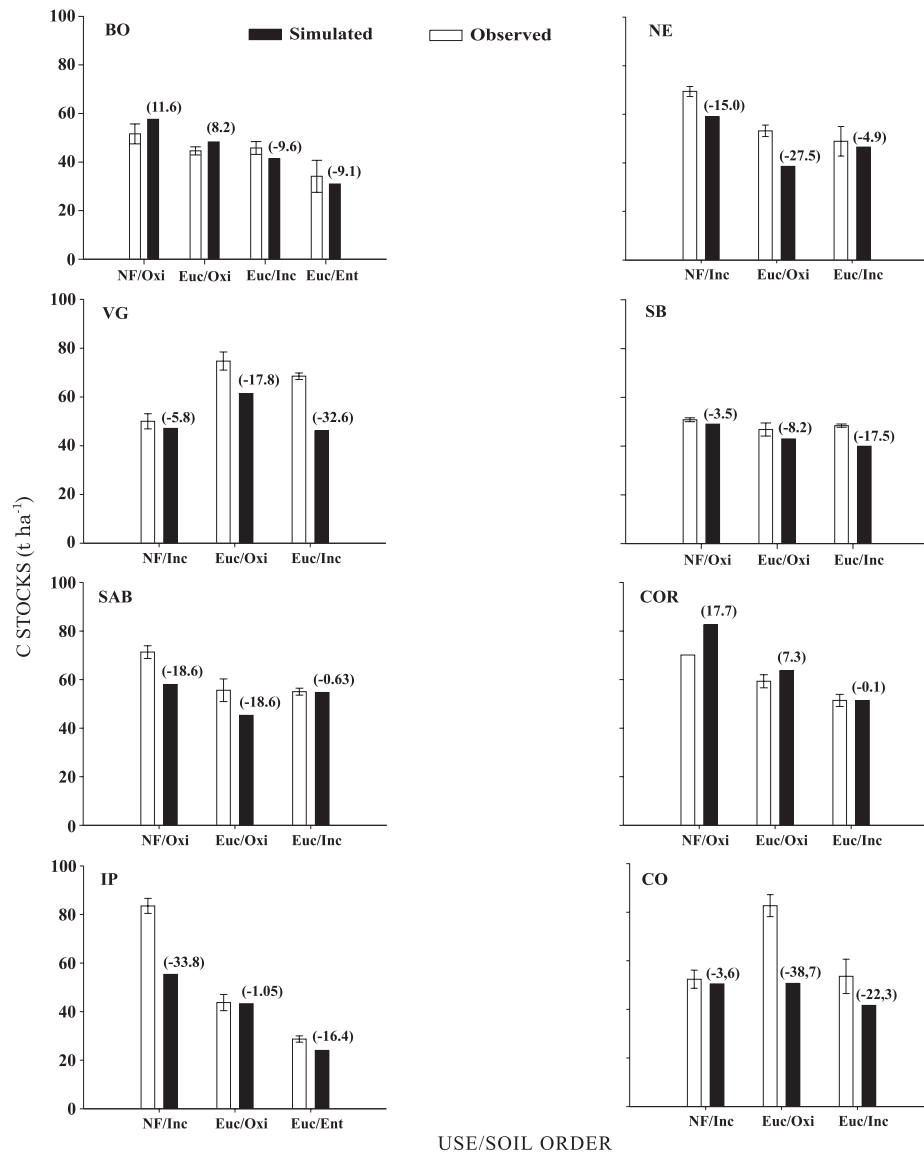 C STOCKS (t ha⁻¹)
Simulated
Observed
BO
100
80
60
40
20
0
(11.6)
(8.2)
(-9.6)
(-9.1)
NF/Oxi
Euc/Oxi
Euc/Inc
Euc/Ent
NE
(-15.0)
(-27.5)
(-4.9)
NF/Inc
Euc/Oxi
Euc/Inc
VG
100
80
60
40
20
0
(-5.8)
(-17.8)
(-32.6)
NF/Inc
Euc/Oxi
Euc/Inc
SB
(-3.5)
(-8.2)
(-17.5)
NF/Oxi
Euc/Oxi
Euc/Inc
SAB
100
80
60
40
20
0
(-18.6)
(-18.6)
(-0.63)
NF/Oxi
Euc/Oxi
Euc/Inc
COR
(17.7)
(7.3)
(-0.1)
NF/Oxi
Euc/Oxi
Euc/Inc
IP
100
80
60
40
20
0
(-33.8)
(-1.05)
(-16.4)
NF/Inc
Euc/Oxi
Euc/Ent
CO
(-3,6)
(-38,7)
(-22,3)
NF/Inc
Euc/Oxi
Euc/Inc
USE/SOIL ORDER